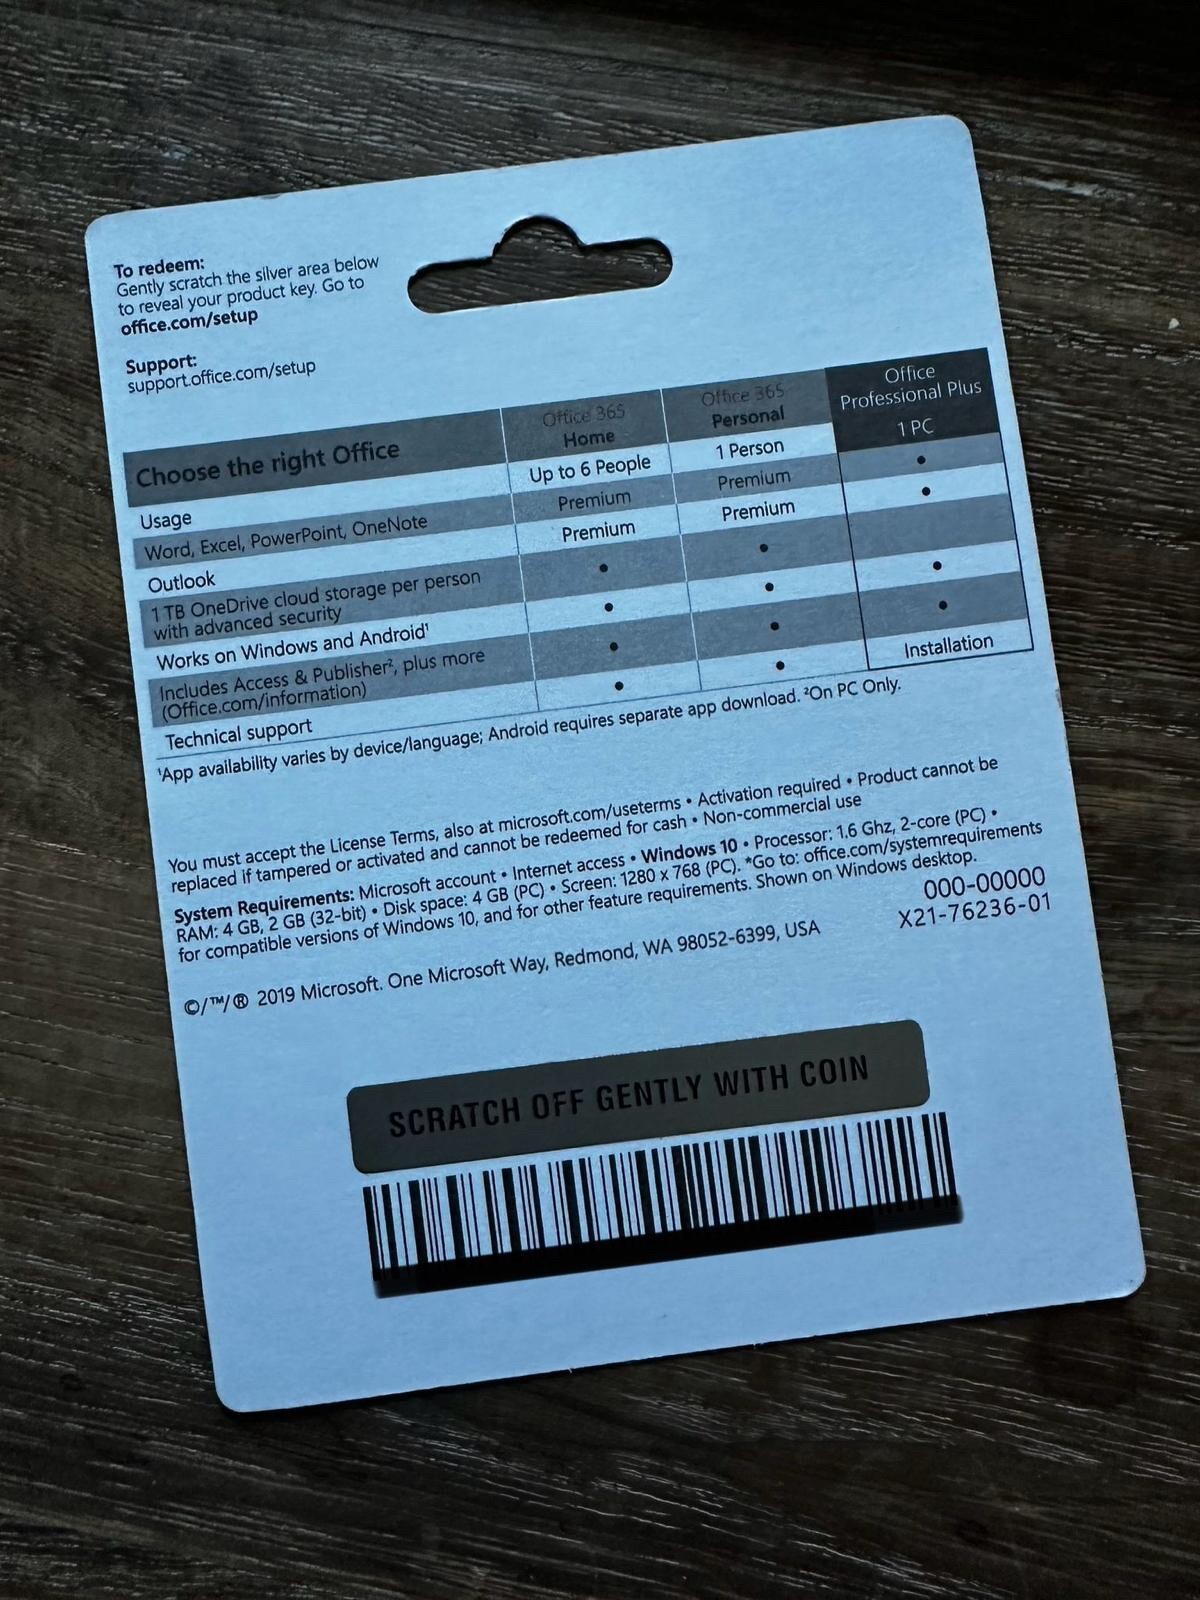 To redeem:
Gently scratch the silver area below
to reveal your product key. Go to
office.com/setup
Support:
support.office.com/setup
Choose the right Office
Office 365
Home
Office 365
Personal
Office
Professional Plus
Usage
Up to 6 People
1 Person
1 PC
Word, Excel, PowerPoint, OneNote
Premium
Premium
•
Outlook
Premium
Premium
•
1 TB OneDrive cloud storage per person
with advanced security
•
•
Works on Windows and Android¹
•
•
•
Includes Access & Publisher², plus more
(Office.com/information)
•
•
•
Technical support
•
•
Installation
¹App availability varies by device/language; Android requires separate app download. ²On PC Only.
You must accept the License Terms, also at microsoft.com/useterms • Activation required • Product cannot be
replaced if tampered or activated and cannot be redeemed for cash • Non-commercial use
System Requirements: Microsoft account • Internet access • Windows 10 • Processor: 1.6 Ghz, 2-core (PC) •
RAM: 4 GB, 2 GB (32-bit) • Disk space: 4 GB (PC) • Screen: 1280 x 768 (PC). *Go to: office.com/systemrequirements
for compatible versions of Windows 10, and for other feature requirements. Shown on Windows desktop.
000-00000
X21-76236-01
©/™/® 2019 Microsoft. One Microsoft Way, Redmond, WA 98052-6399, USA
SCRATCH OFF GENTLY WITH COIN